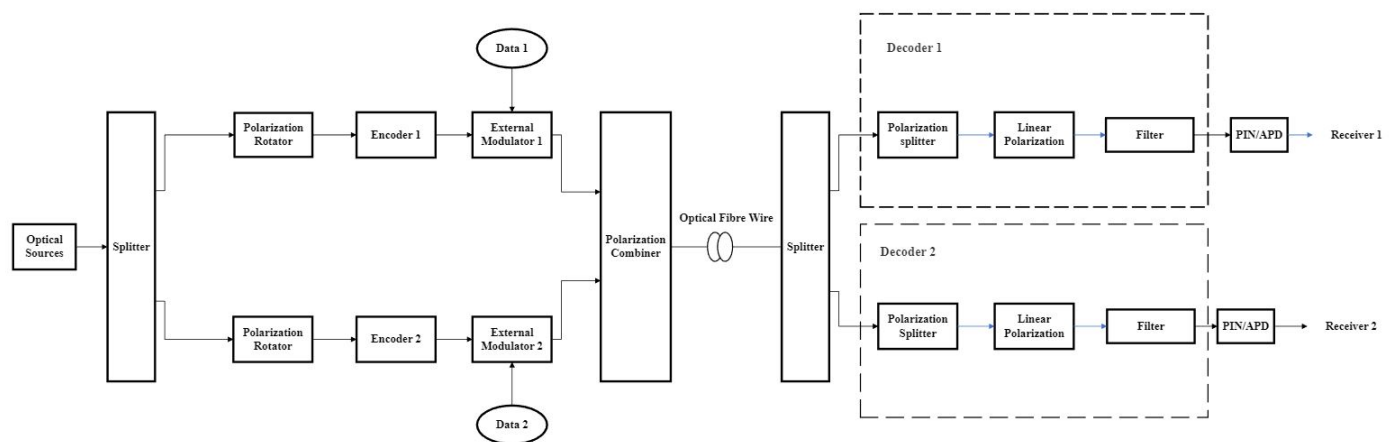 Data 1
Decoder 1
Polarization
Rotator
Encoder 1
External
Modulator 1
Polarization
splitter
Linear
Polarization
Filter
PIN/APD
Receiver 1
Optical
Sources
Splitter
Polarization
Combiner
Optical Fibre Wire
Splitter
Decoder 2
Polarization
Rotator
Encoder 2
External
Modulator 2
Polarization
Splitter
Linear
Polarization
Filter
PIN/APD
Receiver 2
Data 2